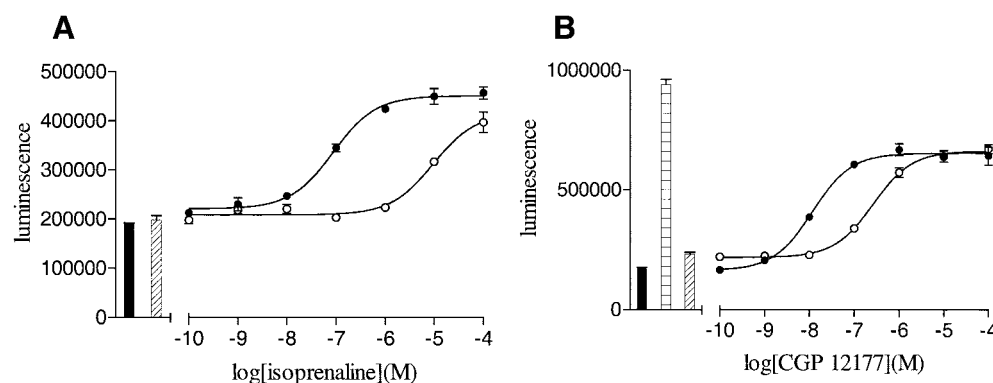 A
B
500000
400000
300000
200000
100000
0
luminescence
-10 -9 -8 -7 -6 -5 -4
log[isoprenaline](M)
1000000
500000
0
luminescence
-10 -9 -8 -7 -6 -5 -4
log[CGP 12177](M)